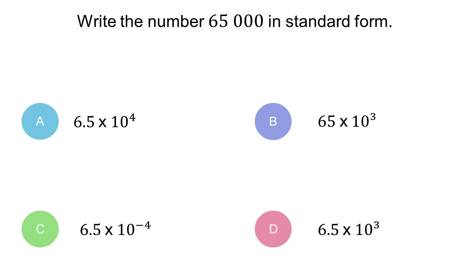 Write the number 65 000 in standard form.
A 6.5 x 10⁴
B 65 x 10³
C 6.5 x 10⁻⁴
D 6.5 x 10³